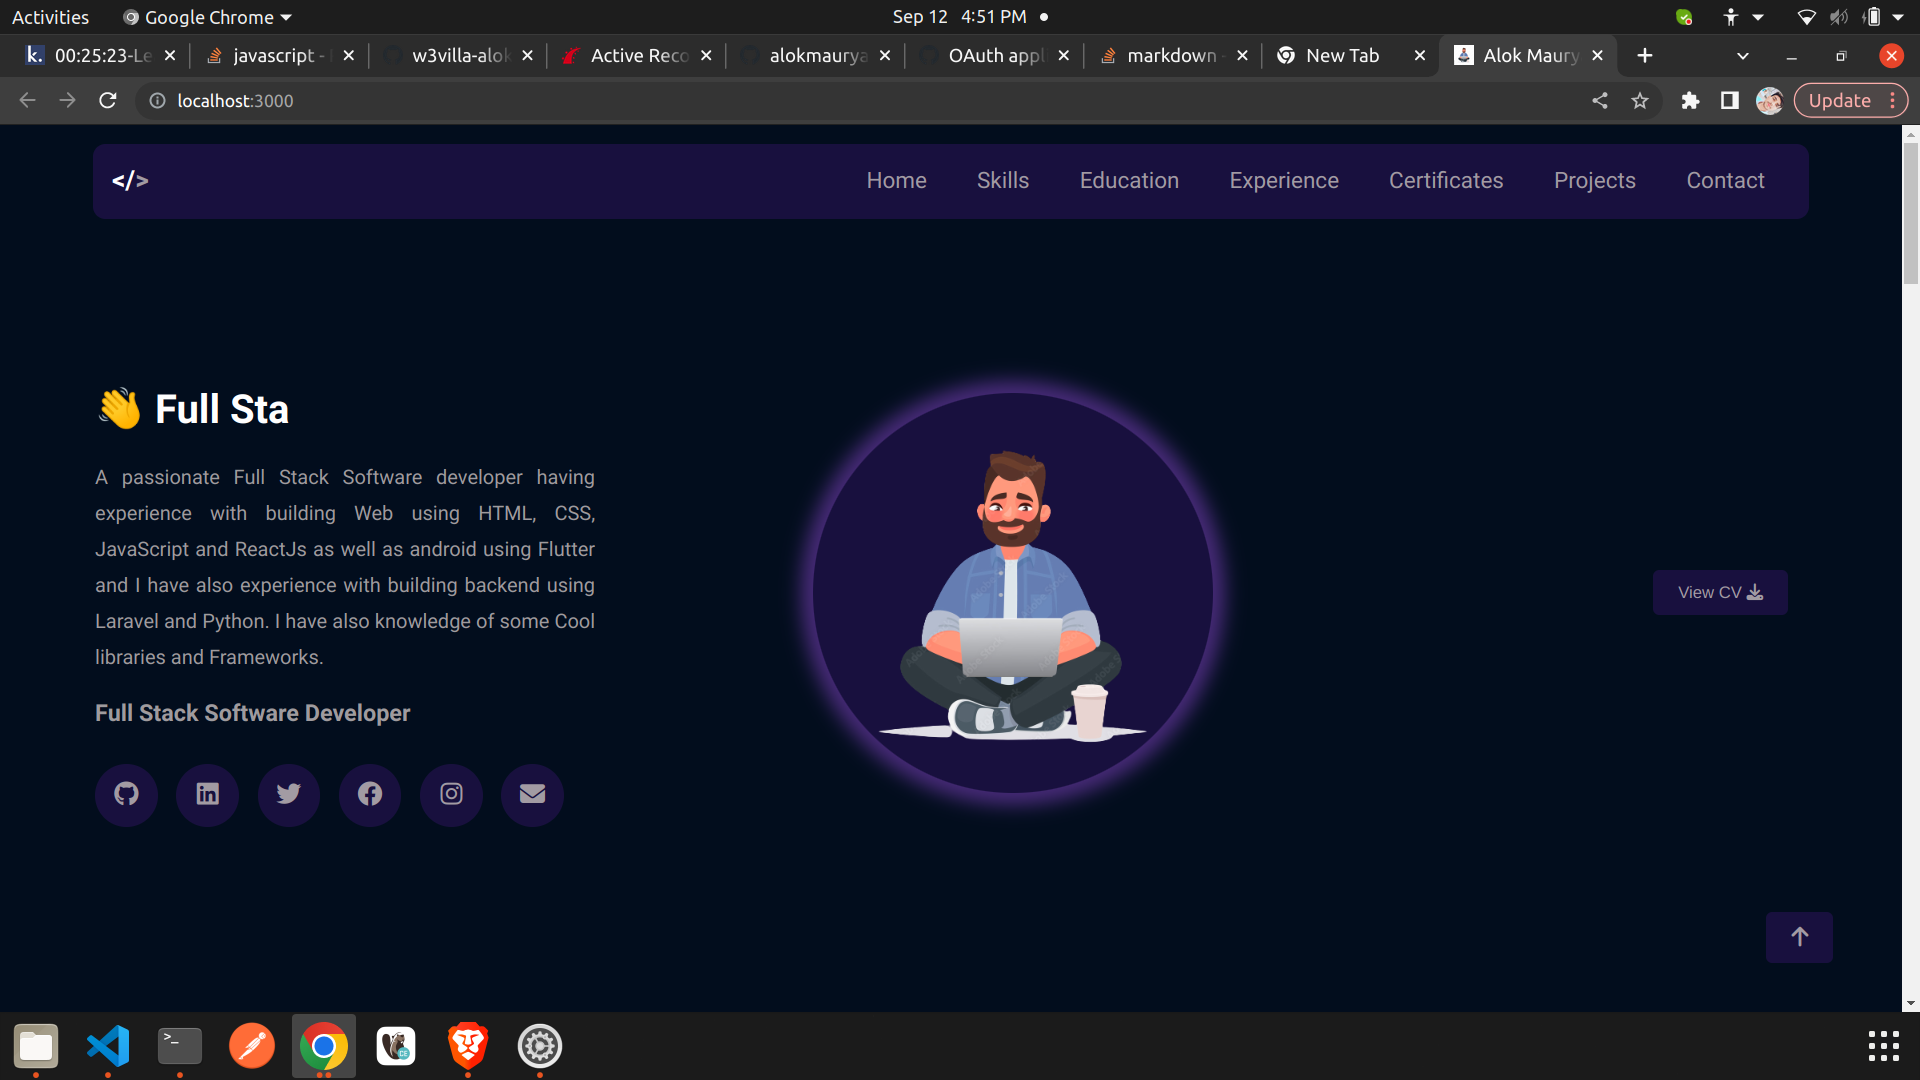 Activities
Google Chrome
Sep 12 4:51 PM
00:25:23-Le
javascript -
w3villa-alok
Active Reco
alokmaurya
OAuth appl
markdown -
New Tab
Alok Maury
localhost:3000
Update
</>
Home
Skills
Education
Experience
Certificates
Projects
Contact
👋 Full Sta
A passionate Full Stack Software developer having
experience with building Web using HTML, CSS,
JavaScript and ReactJs as well as android using Flutter
and I have also experience with building backend using
Laravel and Python. I have also knowledge of some Cool
libraries and Frameworks.
Full Stack Software Developer
View CV